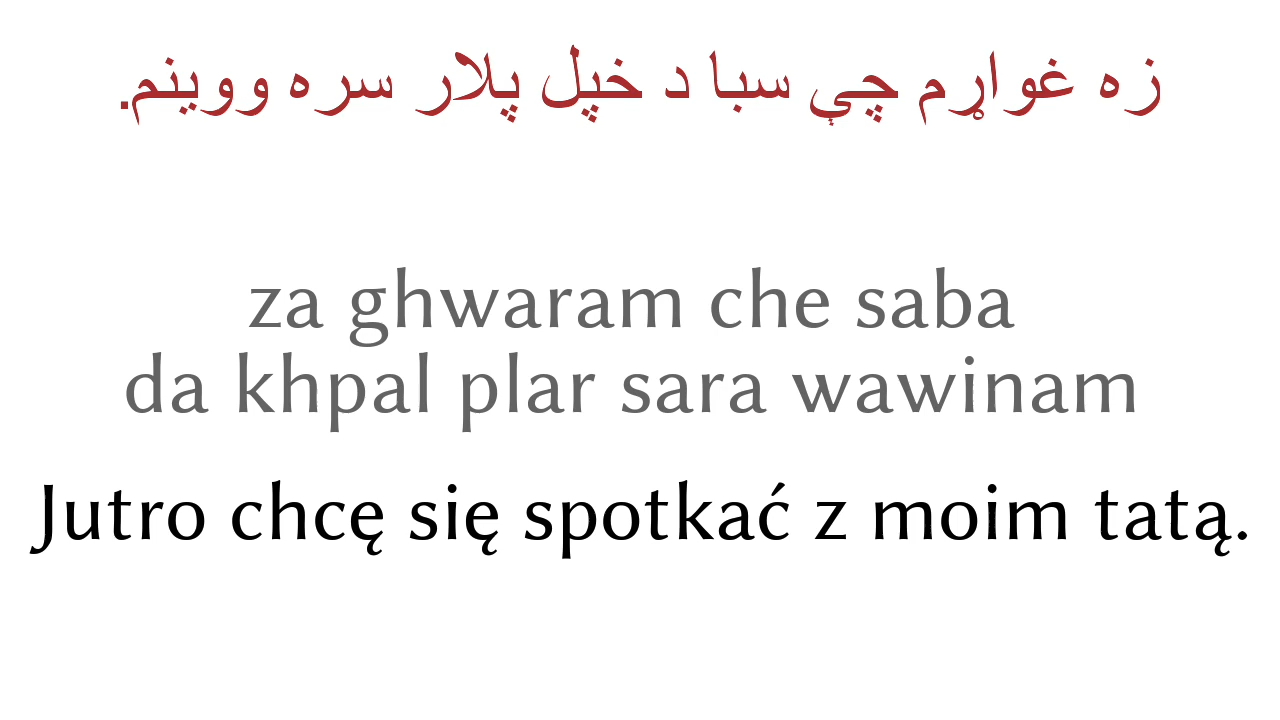 زه غواړم چې سبا د خپل پلار سره ووينم.
za ghwaram che saba
da khpal plar sara wawinam
Jutro chcę się spotkać z moim tatą.